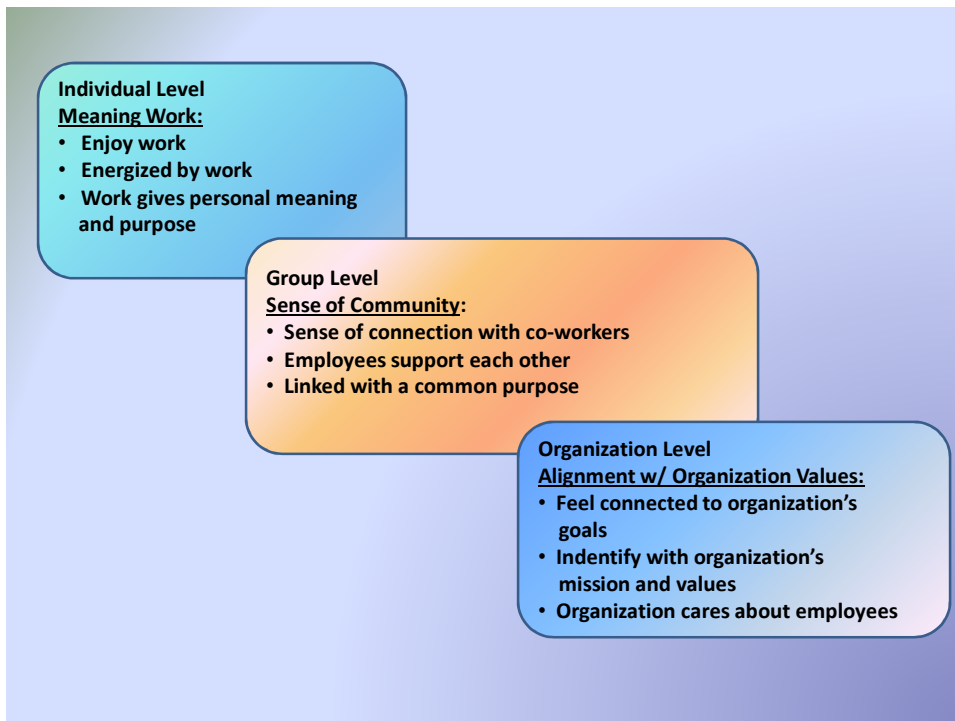 Individual Level
Meaning Work:
• Enjoy work
• Energized by work
• Work gives personal meaning
and purpose
Group Level
Sense of Community:
• Sense of connection with co-workers
• Employees support each other
• Linked with a common purpose
Organization Level
Alignment w/ Organization Values:
• Feel connected to organization’s
goals
• Indentify with organization’s
mission and values
• Organization cares about employees